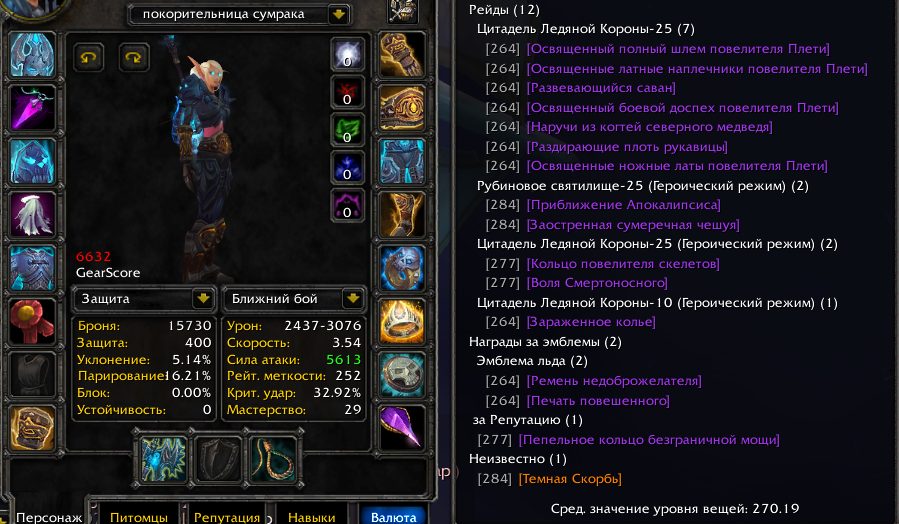 покорительница сумрака
0
0
0
0
0
6632
GearScore
Защита
Ближний бой
Броня: 15730
Защита: 400
Уклонение: 5.14%
Парирование: 16.21%
Блок: 0.00%
Устойчивость: 0
Урон: 2437-3076
Скорость: 3.54
Сила атаки: 5613
Рейт. меткости: 252
Крит. удар: 32.92%
Мастерство: 29
Персонаж
Питомцы
Репутация
Навыки
Валюта
Рейды (12)
Цитадель Ледяной Короны-25 (7)
[264] [Освященный полный шлем повелителя Плети]
[264] [Освященные латные наплечники повелителя Плети]
[264] [Развевающийся саван]
[264] [Освященный боевой доспех повелителя Плети]
[264] [Наручи из когтей северного медведя]
[264] [Раздирающие плоть рукавицы]
[264] [Освященные ножные латы повелителя Плети]
Рубиновое святилище-25 (Героический режим) (2)
[284] [Приближение Апокалипсиса]
[284] [Заостренная сумеречная чешуя]
Цитадель Ледяной Короны-25 (Героический режим) (2)
[277] [Кольцо повелителя скелетов]
[277] [Воля Смертоносного]
Цитадель Ледяной Короны-10 (Героический режим) (1)
[264] [Зараженное колье]
Награды за эмблемы (2)
Эмблема льда (2)
[264] [Ремень недоброжелателя]
[264] [Печать повешенного]
за Репутацию (1)
[277] [Пепельное кольцо безграничной мощи]
Неизвестно (1)
[284] [Темная Скорбь]
Сред. значение уровня вещей: 270.19